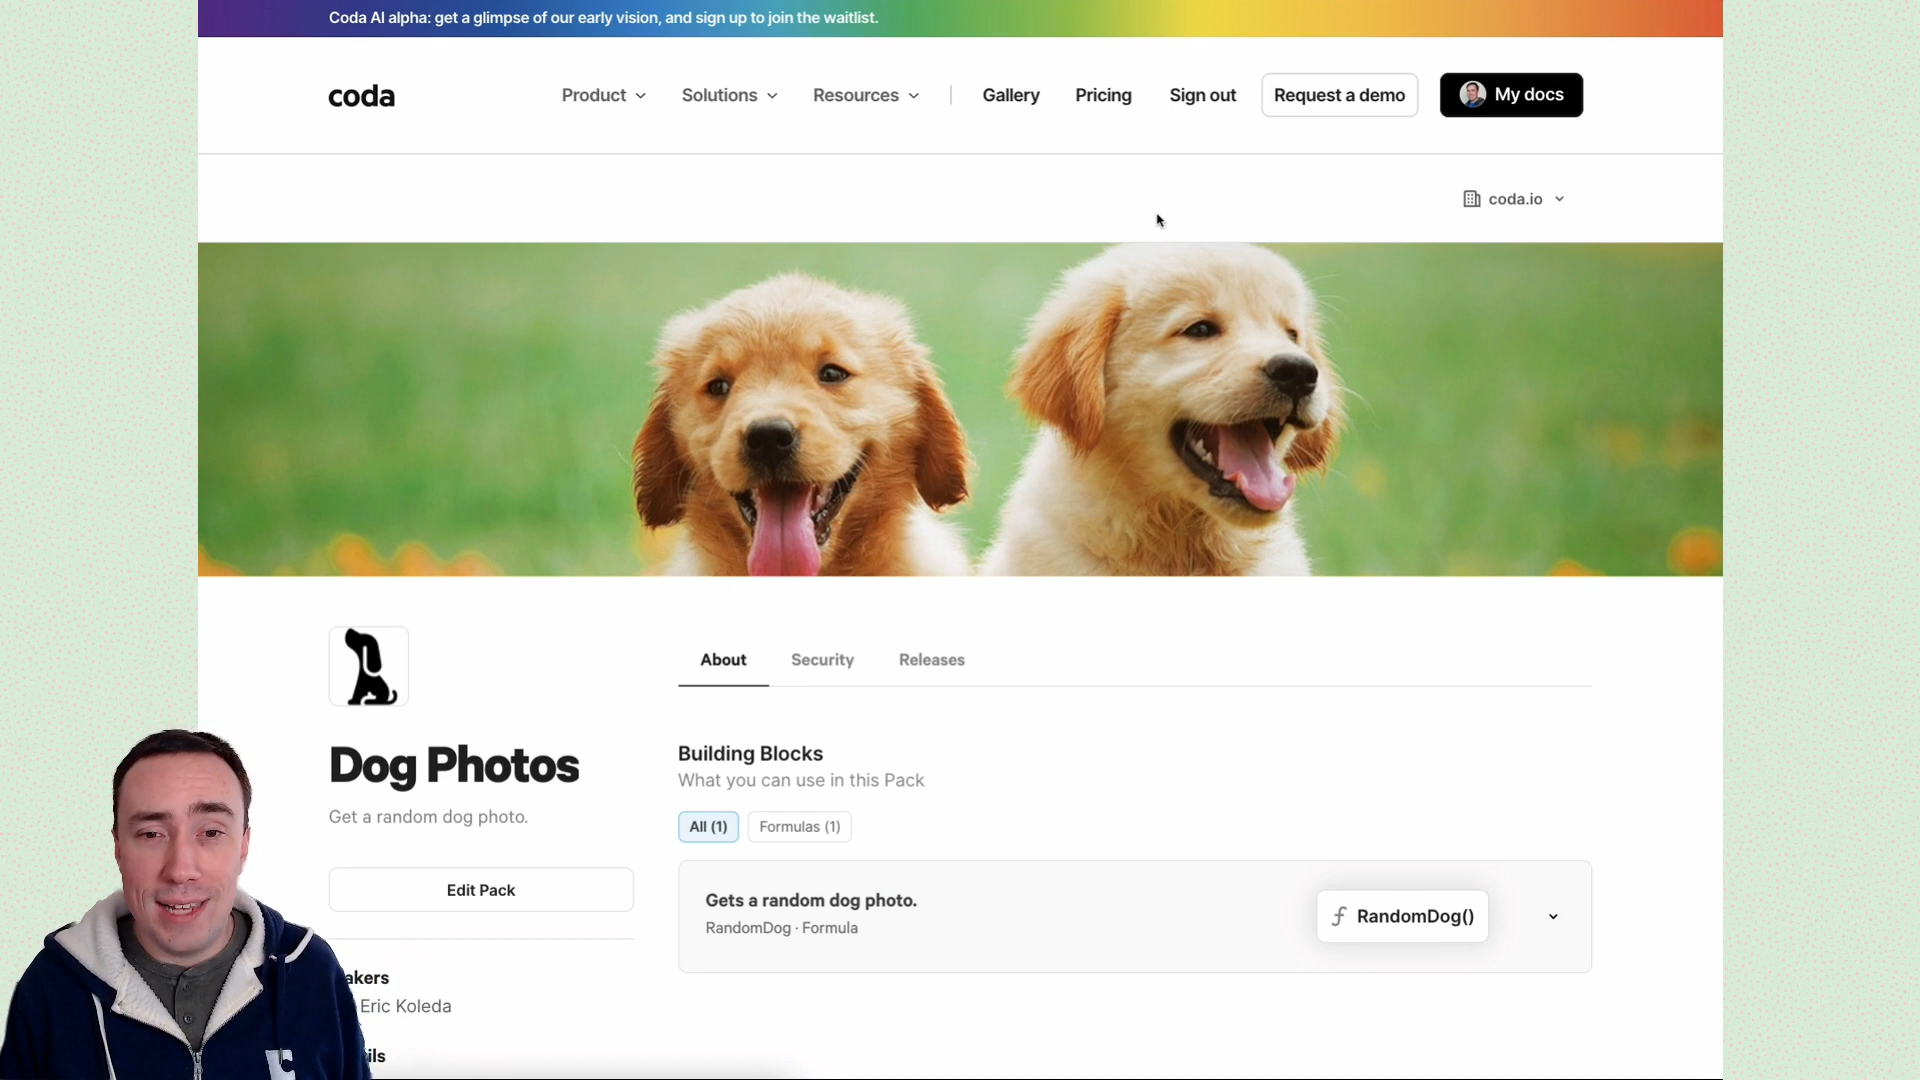 Coda AI alpha: get a glimpse of our early vision, and sign up to join the waitlist.
coda
Product
Solutions
Resources
Gallery
Pricing
Sign out
Request a demo
My docs
coda.io
About
Security
Releases
Dog Photos
Get a random dog photo.
Edit Pack
akers
Eric Koleda
ils
Building Blocks
What you can use in this Pack
All (1)
Formulas (1)
Gets a random dog photo.
RandomDog · Formula
RandomDog()